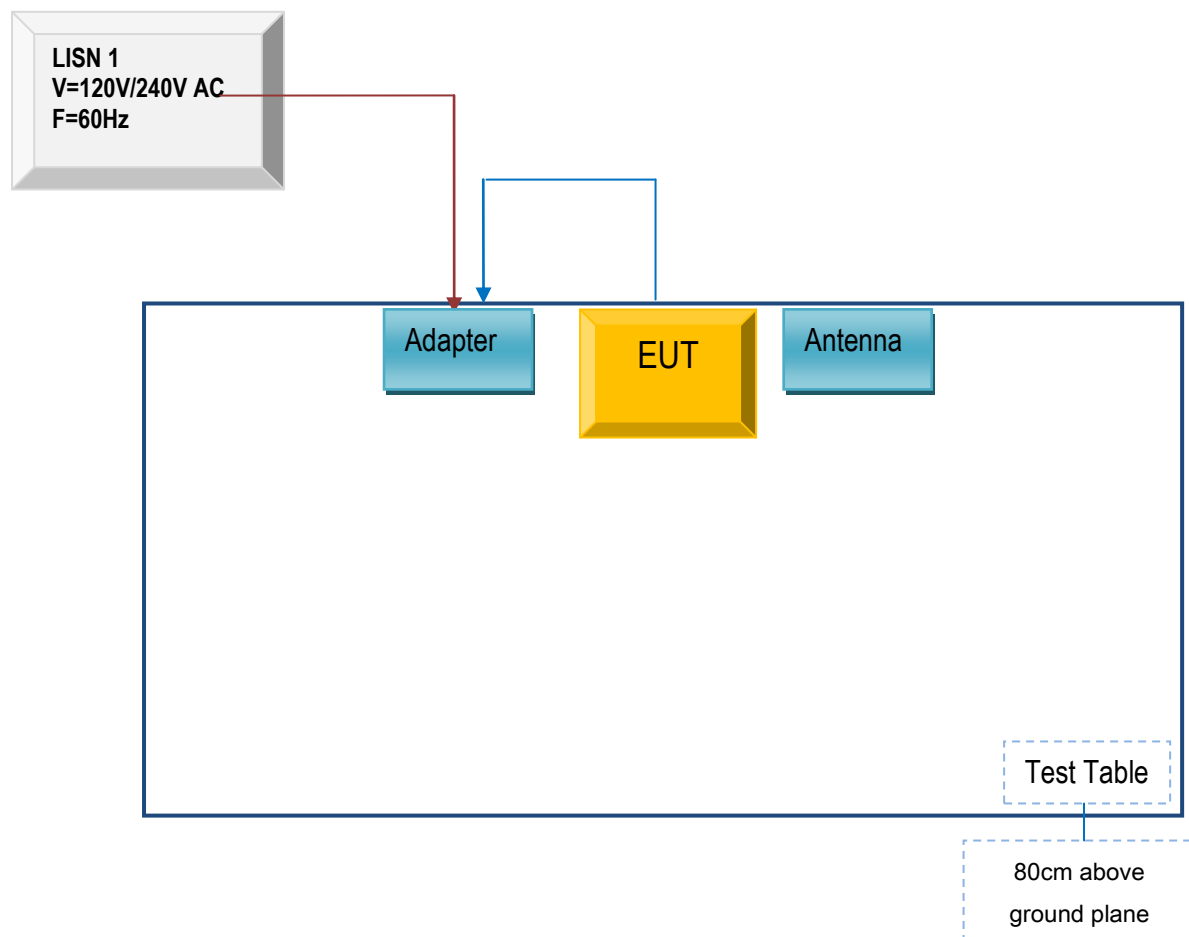 LISN 1
V=120V/240V AC
F=60Hz
Adapter
EUT
Antenna
Test Table
80cm above
ground plane